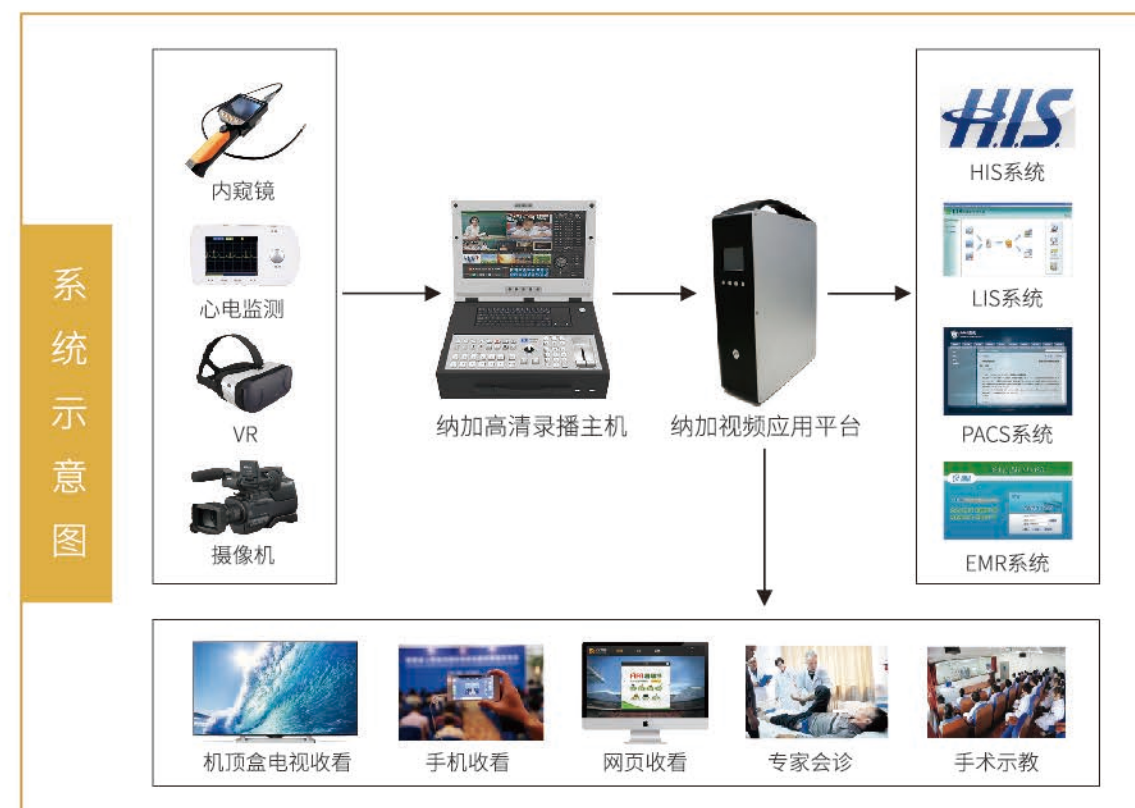 系统示意图
内窥镜
心电监测
VR
摄像机
纳加高清录播主机
纳加视频应用平台
H.I.S.
HIS系统
LIS系统
PACS系统
EMR系统
机顶盒电视收看
手机收看
网页收看
专家会诊
手术示教